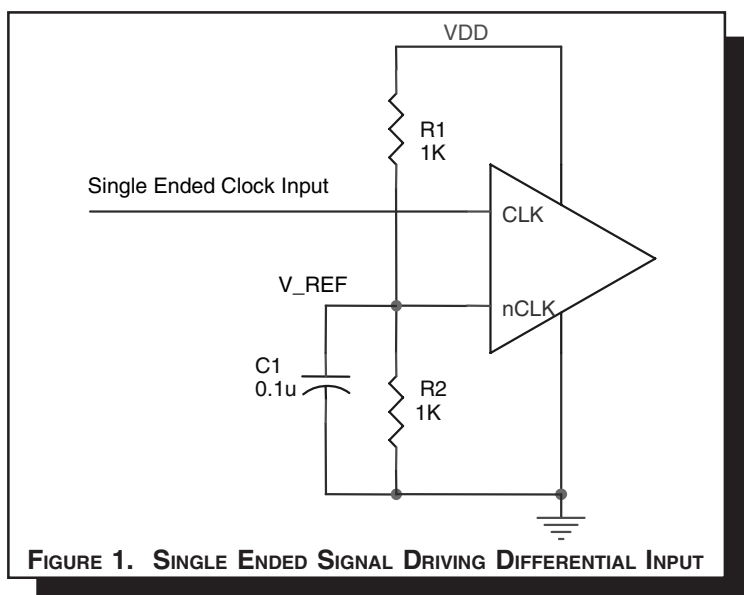 VDD
R1
1K
Single Ended Clock Input
CLK
V_REF
nCLK
C1
0.1u
R2
1K
FIGURE 1. SINGLE ENDED SIGNAL DRIVING DIFFERENTIAL INPUT